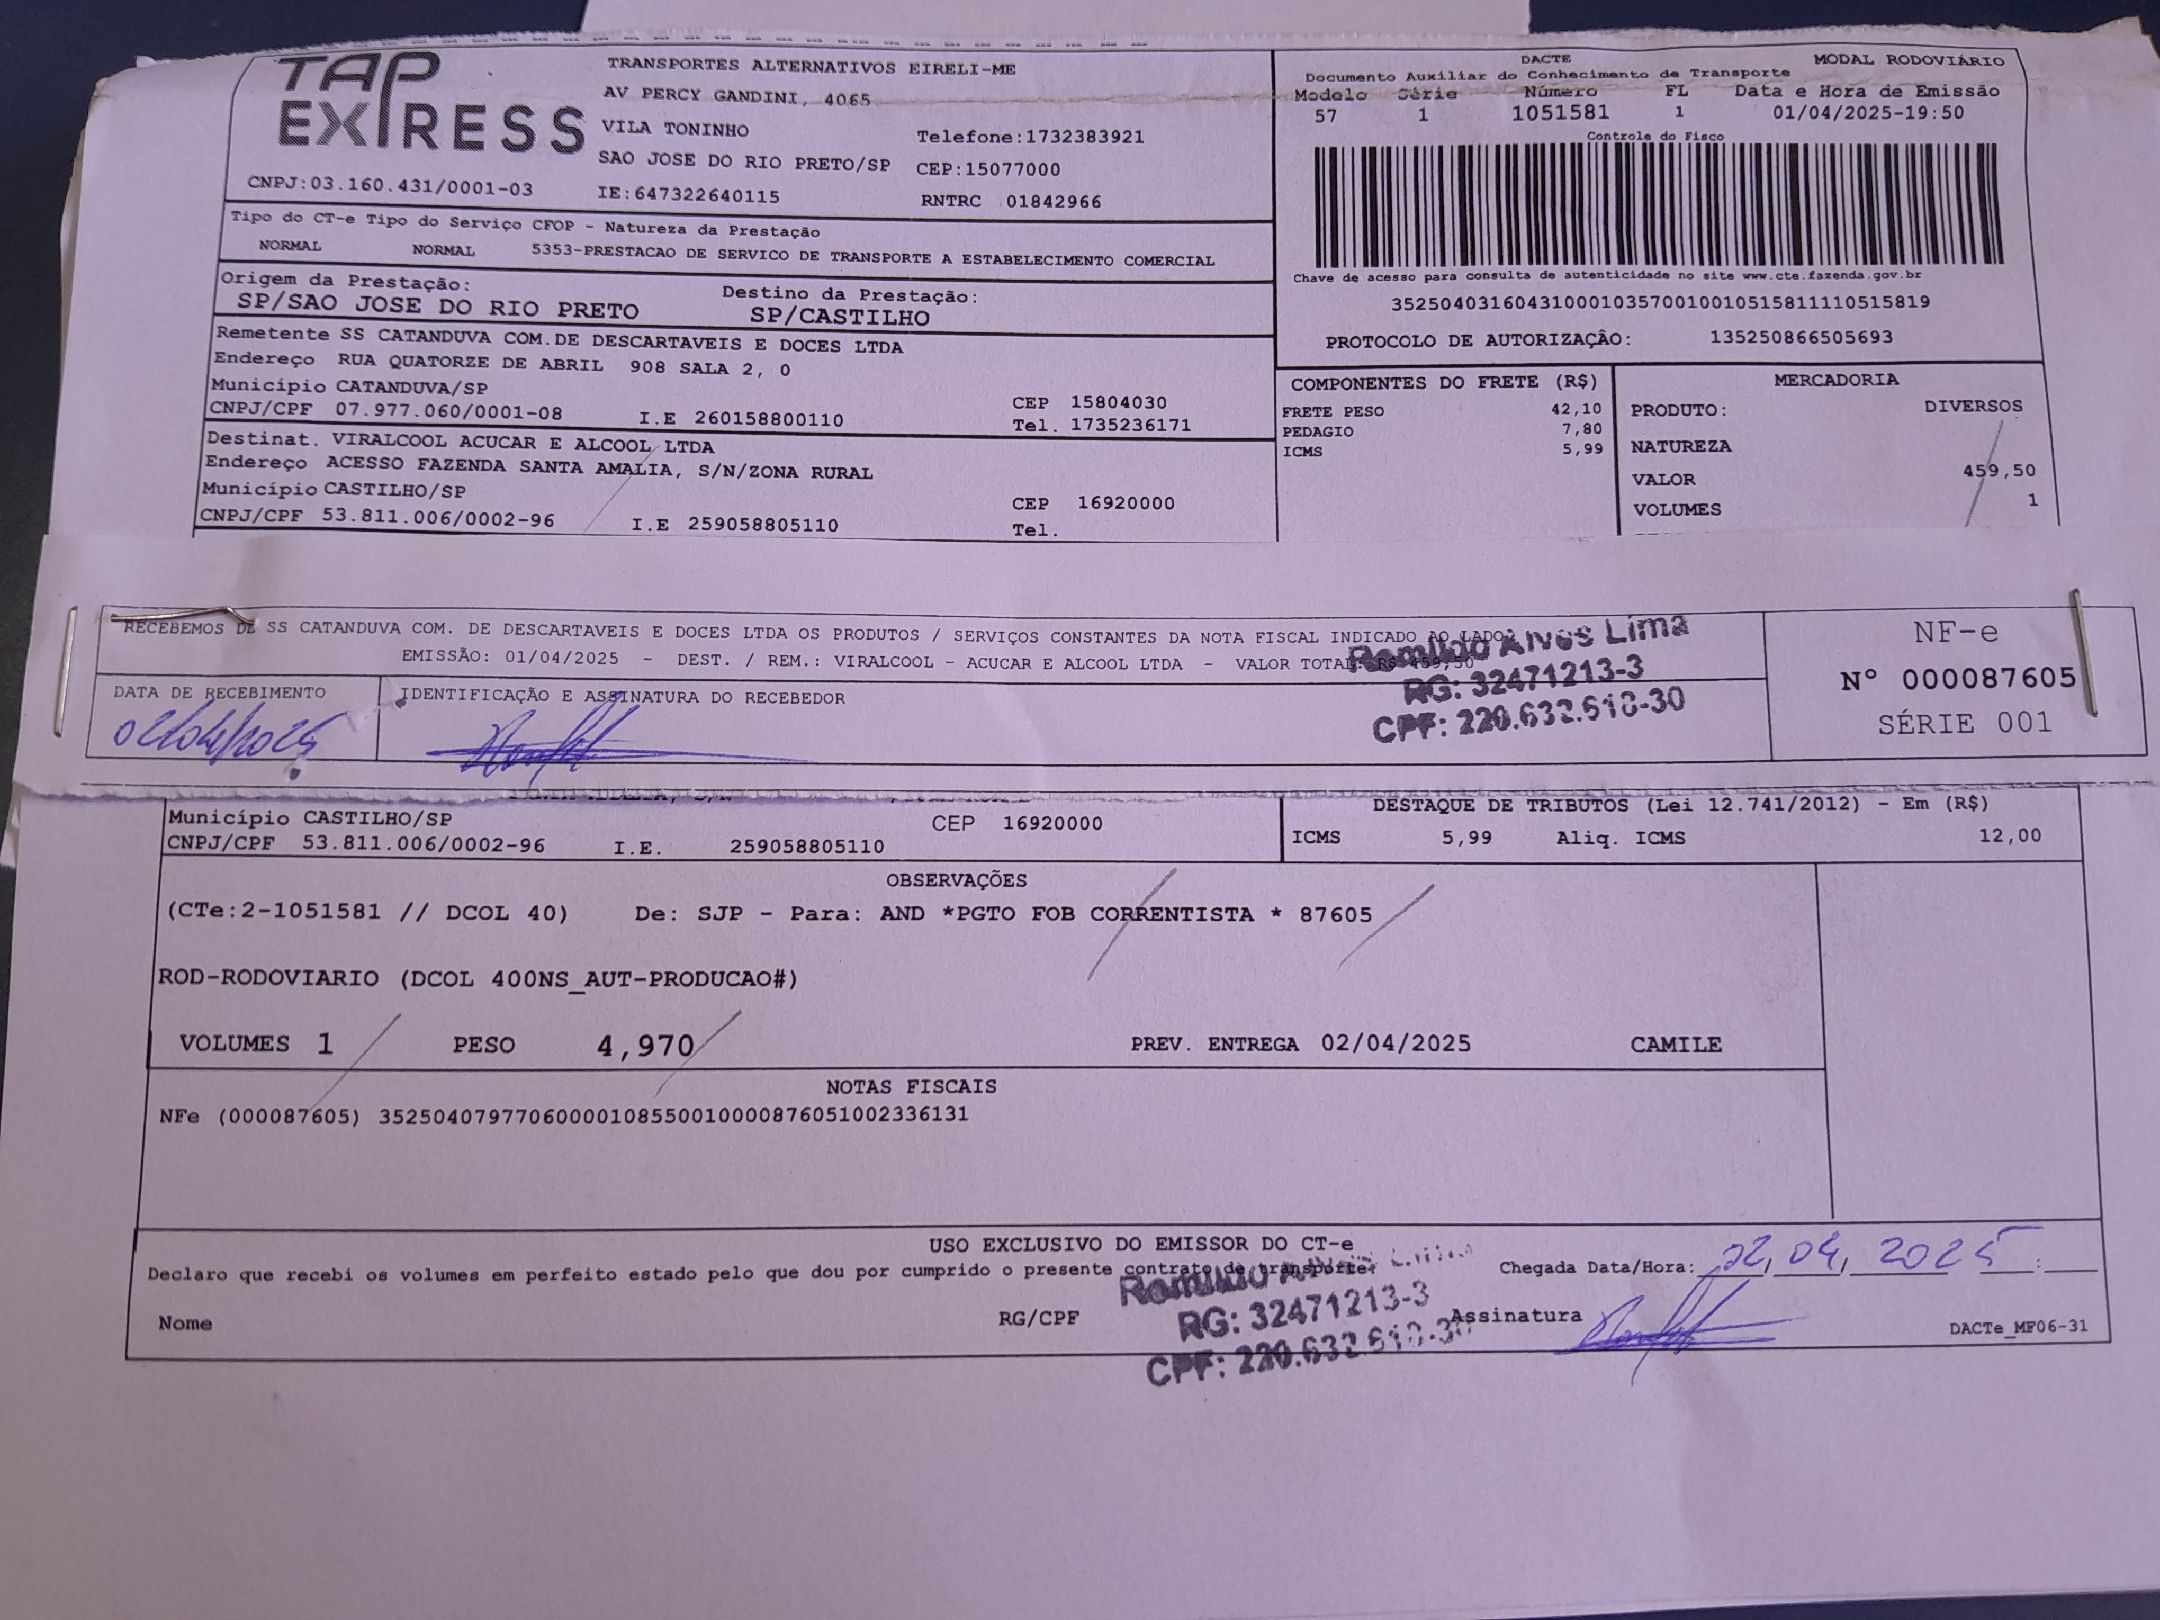 TAP EXPRESS
TRANSPORTES ALTERNATIVOS EIRELI-ME
AV PERCY GANDINI, 4065
VILA TONINHO
Telefone:1732383921
SAO JOSE DO RIO PRETO/SP CEP:15077000
CNPJ:03.160.431/0001-03 IE:647322640115 RNTRC 01842966
DACTE MODAL RODOVIÁRIO
Documento Auxiliar do Conhecimento de Transporte
Modelo Série Número FL Data e Hora de Emissão
57 1 1051581 1 01/04/2025-19:50
Controle do Fisco
Chave de acesso para consulta de autenticidade no site www.cte.fazenda.gov.br
35250403160431000103570010010515811110515819
PROTOCOLO DE AUTORIZAÇÃO: 135250866505693
Tipo do CT-e Tipo do Serviço CFOP - Natureza da Prestação
NORMAL NORMAL 5353-PRESTACAO DE SERVICO DE TRANSPORTE A ESTABELECIMENTO COMERCIAL
Origem da Prestação: Destino da Prestação:
SP/SAO JOSE DO RIO PRETO SP/CASTILHO
Remetente SS CATANDUVA COM.DE DESCARTAVEIS E DOCES LTDA
Endereço RUA QUATORZE DE ABRIL 908 SALA 2, 0
Município CATANDUVA/SP CEP 15804030
CNPJ/CPF 07.977.060/0001-08 I.E 260158800110 Tel. 1735236171
Destinat. VIRALCOOL ACUCAR E ALCOOL LTDA
Endereço ACESSO FAZENDA SANTA AMALIA, S/N/ZONA RURAL
Município CASTILHO/SP CEP 16920000
CNPJ/CPF 53.811.006/0002-96 I.E 259058805110 Tel.
COMPONENTES DO FRETE (R$)
FRETE PESO 42,10
PEDAGIO 7,80
ICMS 5,99
MERCADORIA
PRODUTO: DIVERSOS
NATUREZA
VALOR 459,50
VOLUMES 1
RECEBEMOS DE SS CATANDUVA COM. DE DESCARTAVEIS E DOCES LTDA OS PRODUTOS / SERVIÇOS CONSTANTES DA NOTA FISCAL INDICADO AO LADO
EMISSÃO: 01/04/2025 - DEST. / REM.: VIRALCOOL - ACUCAR E ALCOOL LTDA - VALOR TOTAL: R$ 459,50
DATA DE RECEBIMENTO IDENTIFICAÇÃO E ASSINATURA DO RECEBEDOR
02/04/2025
Romildo Alves Lima
RG: 32471213-3
CPF: 220.632.618-30
NF-e
Nº 000087605
SÉRIE 001
Município CASTILHO/SP CEP 16920000
CNPJ/CPF 53.811.006/0002-96 I.E. 259058805110
DESTAQUE DE TRIBUTOS (Lei 12.741/2012) - Em (R$)
ICMS 5,99 Aliq. ICMS 12,00
OBSERVAÇÕES
(CTe:2-1051581 // DCOL 40) De: SJP - Para: AND *PGTO FOB CORRENTISTA * 87605
ROD-RODOVIARIO (DCOL 400NS_AUT-PRODUCAO#)
VOLUMES 1 PESO 4,970 PREV. ENTREGA 02/04/2025 CAMILE
NOTAS FISCAIS
NFe (000087605) 35250407977060000108550010000876051002336131
USO EXCLUSIVO DO EMISSOR DO CT-e
Declaro que recebi os volumes em perfeito estado pelo que dou por cumprido o presente contrato de transporte. Chegada Data/Hora: 02, 04, 2025 :
Nome RG/CPF Assinatura
Romildo Alves Lima
RG: 32471213-3
CPF: 220.632.618-30
DACTe_MF06-31